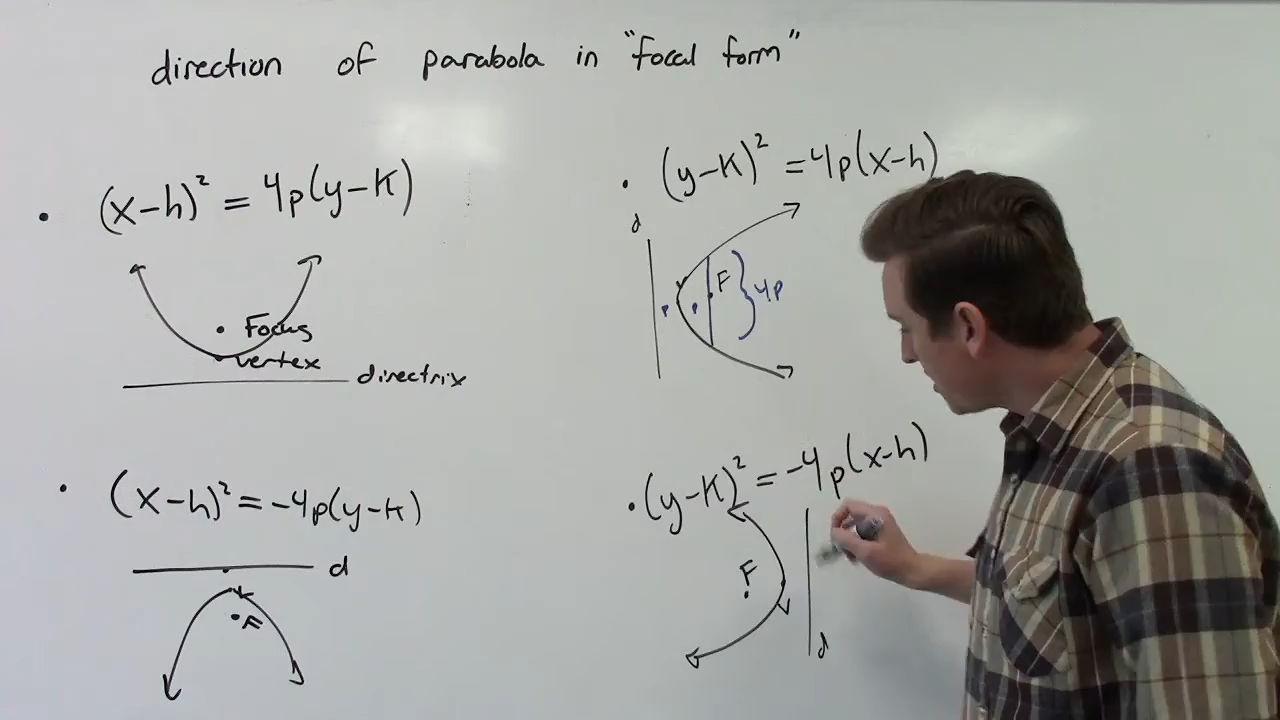 direction of parabola in "focal form"
(x-h)² = 4p(y-k)
Focus
vertex
directrix
(x-h)² = -4p(y-k)
d
F
(y-k)² = 4p(x-h)
d
F
p p 4p
(y-k)² = -4p(x-h)
F
d